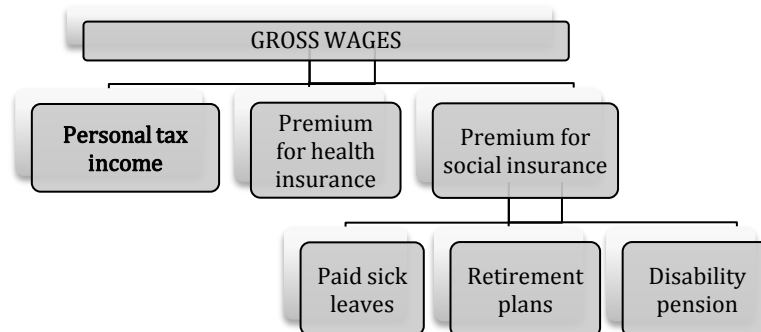 GROSS WAGES
Personal tax
income
Premium
for health
insurance
Premium for
social insurance
Paid sick
leaves
Retirement
plans
Disability
pension